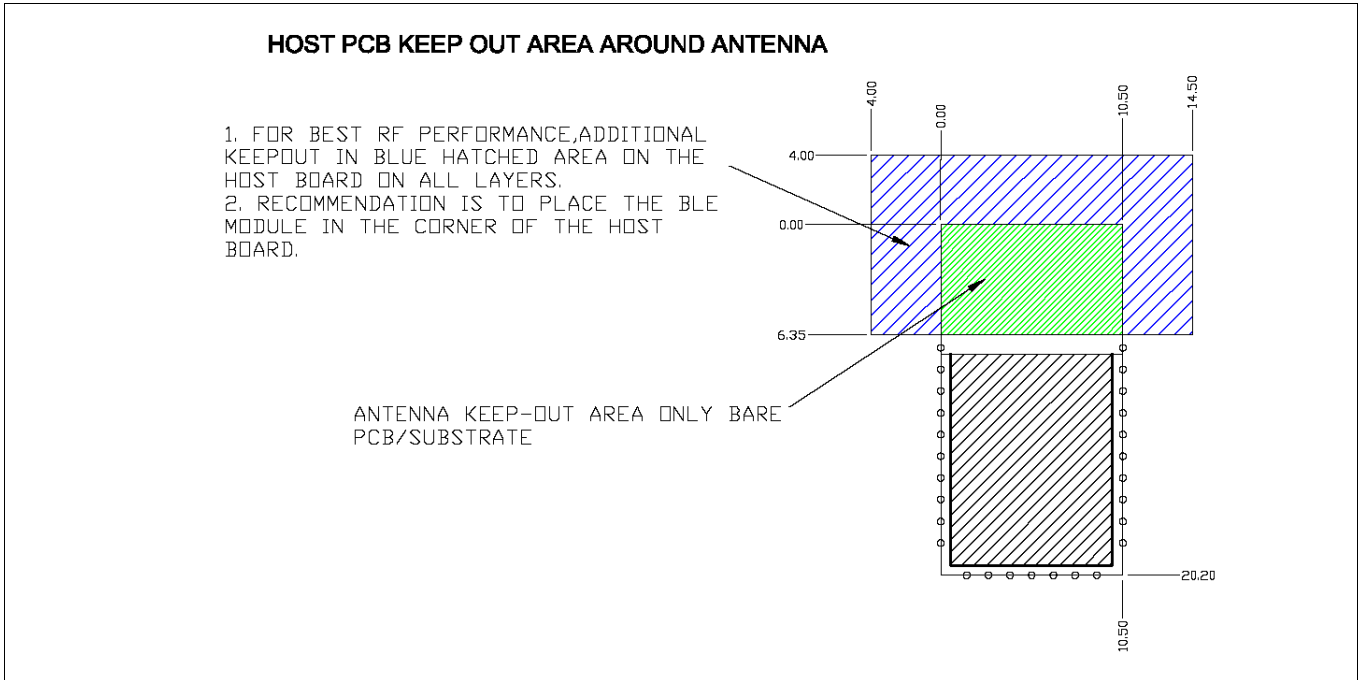 HOST PCB KEEP OUT AREA AROUND ANTENNA
1. FOR BEST RF PERFORMANCE,ADDITIONAL
KEEPOUT IN BLUE HATCHED AREA ON THE
HOST BOARD ON ALL LAYERS.
2. RECOMMENDATION IS TO PLACE THE BLE
MODULE IN THE CORNER OF THE HOST
BOARD.
4.00
0.00
10.50
14.50
4.00
0.00
6.35
ANTENNA KEEP-OUT AREA ONLY BARE
PCB/SUBSTRATE
20.20
10.50